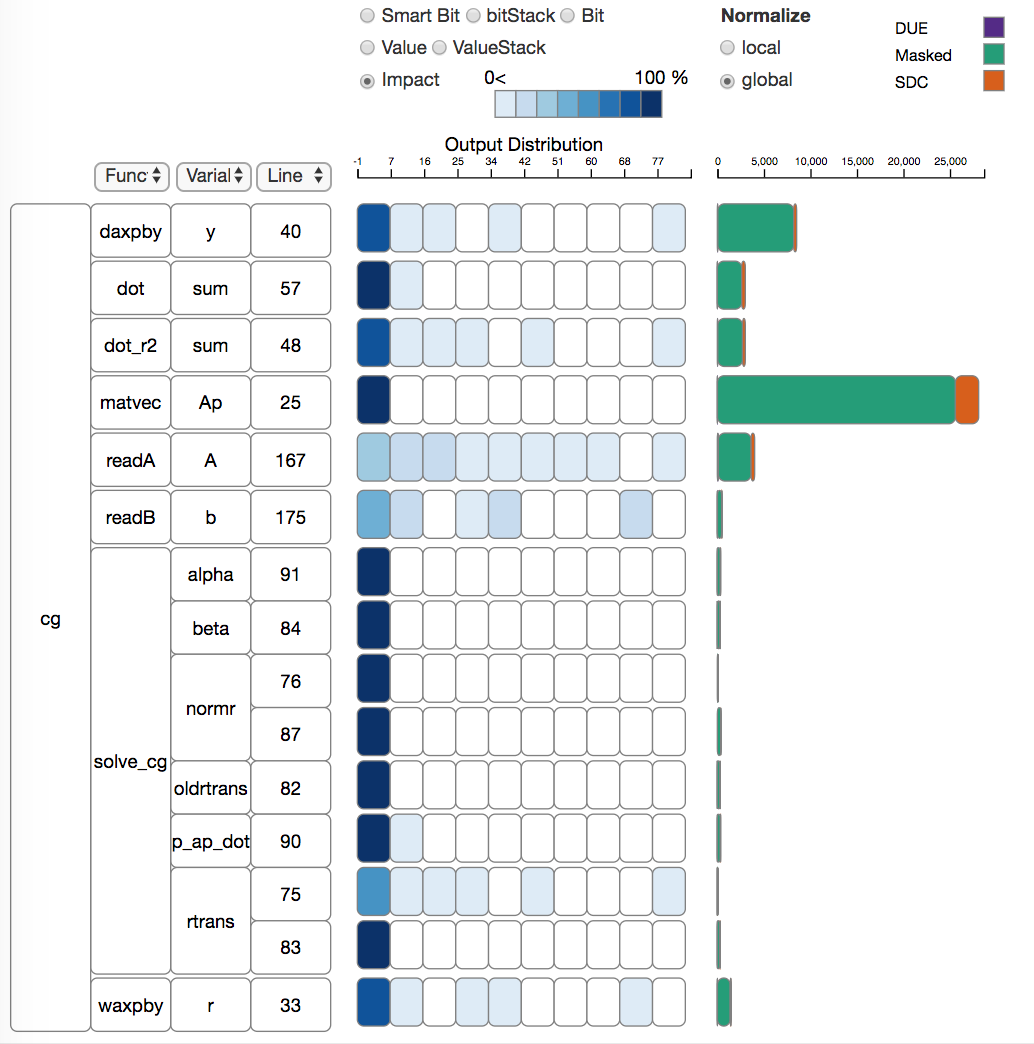 Smart Bit bitStack Bit Normalize DUE
Value ValueStack local Masked
Impact 0< 100 % global SDC
Output Distribution
-1 7 16 25 34 42 51 60 68 77 0 5,000 10,000 15,000 20,000 25,000
Func Varial Line
daxpby y 40
dot sum 57
dot_r2 sum 48
matvec Ap 25
readA A 167
readB b 175
alpha 91
cg beta 84
76
normr
87
solve_cg
oldrtrans 82
p_ap_dot 90
75
rtrans
83
waxpby r 33